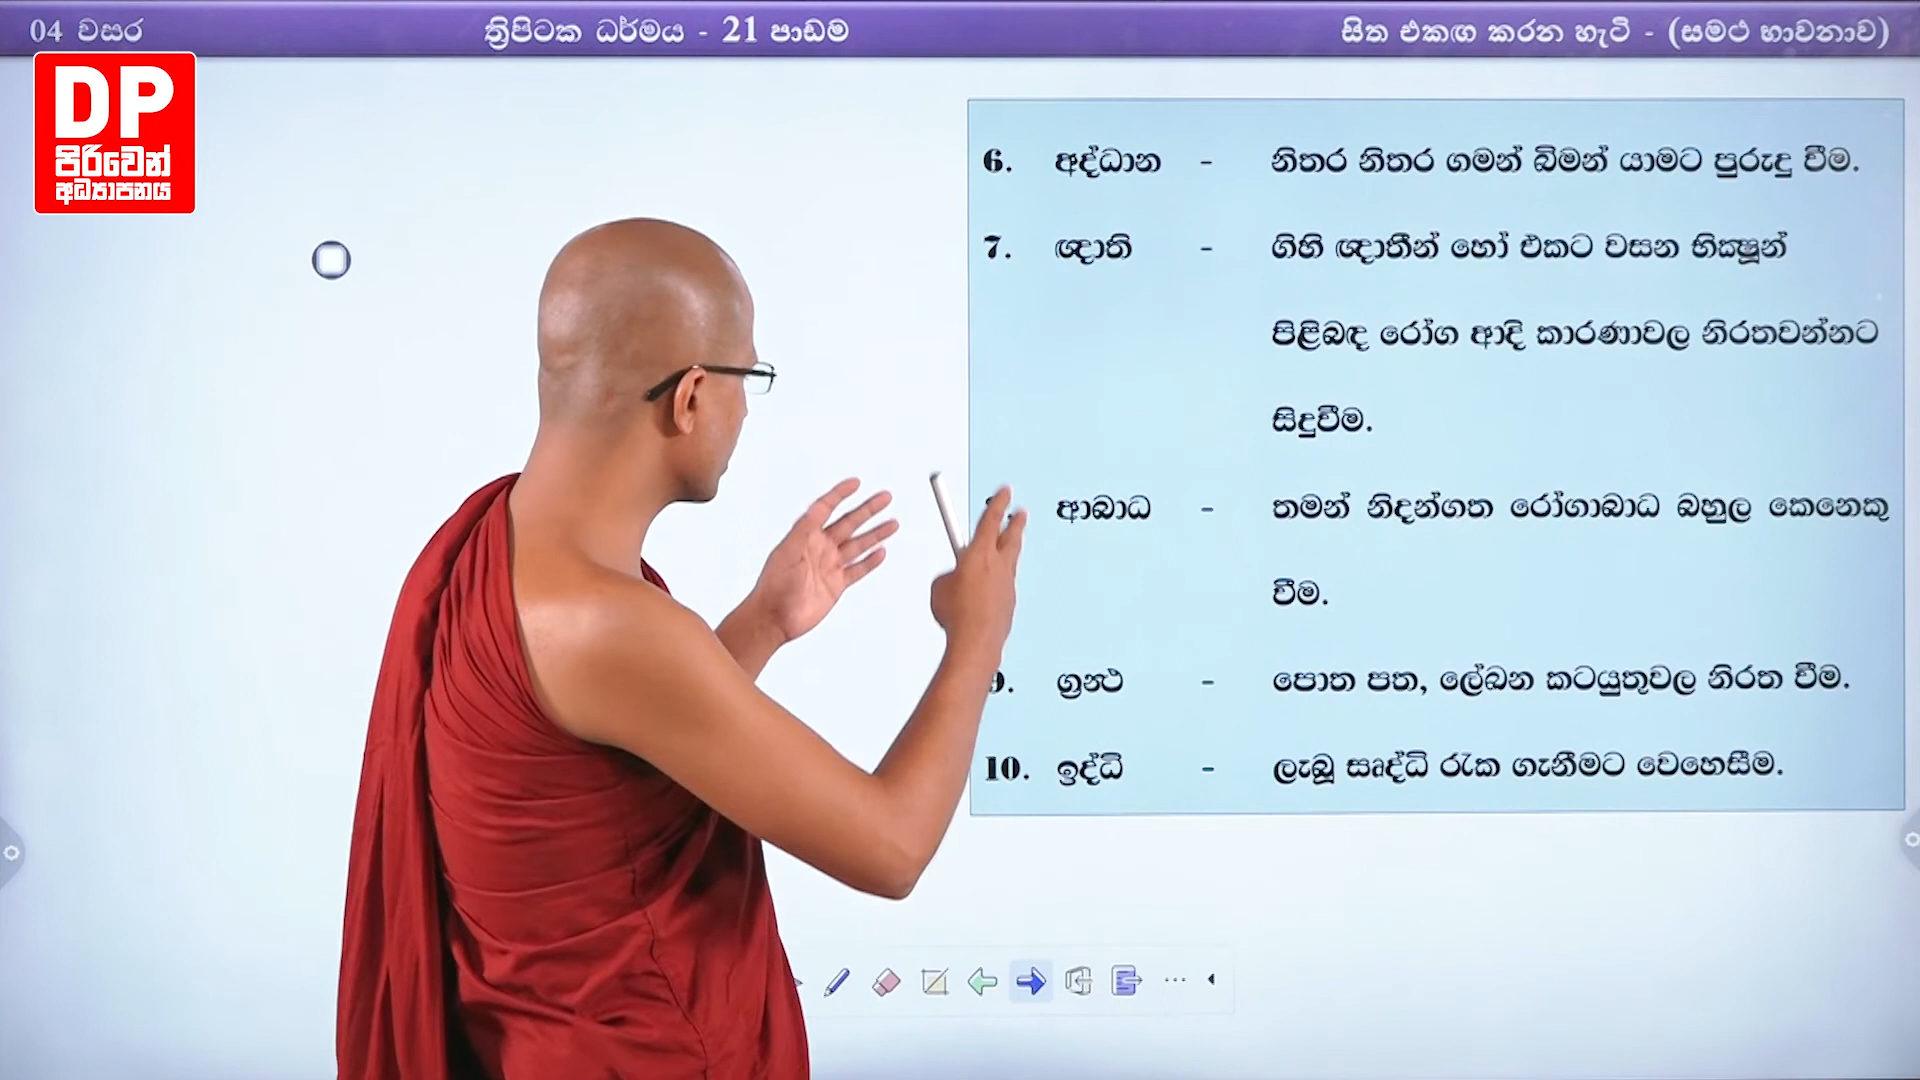 04 වසර
ත්‍රිපිටක ධර්මය - 21 පාඩම
සිත එකඟ කරන හැටි - (සමථ භාවනාව)
DP
පිරිවෙන්
අධ්‍යාපනය
6. අද්ධාන - නිතර නිතර ගමන් බිමන් යාමට පුරුදු වීම.
7. ඥාති - ගිහි ඥාතීන් හෝ එකට වසන භික්‍ෂූන්
පිළිබඳ රෝග ආදි කාරණාවල නිරතවන්නට
සිදුවීම.
ආබාධ - තමන් නිදන්ගත රෝගාබාධ බහුල කෙනෙකු
වීම.
9. ග්‍රන්‍ථ - පොත පත, ලේඛන කටයුතුවල නිරත වීම.
10. ඉද්ධි - ලැබූ සෘද්ධි රැක ගැනීමට වෙහෙසීම.